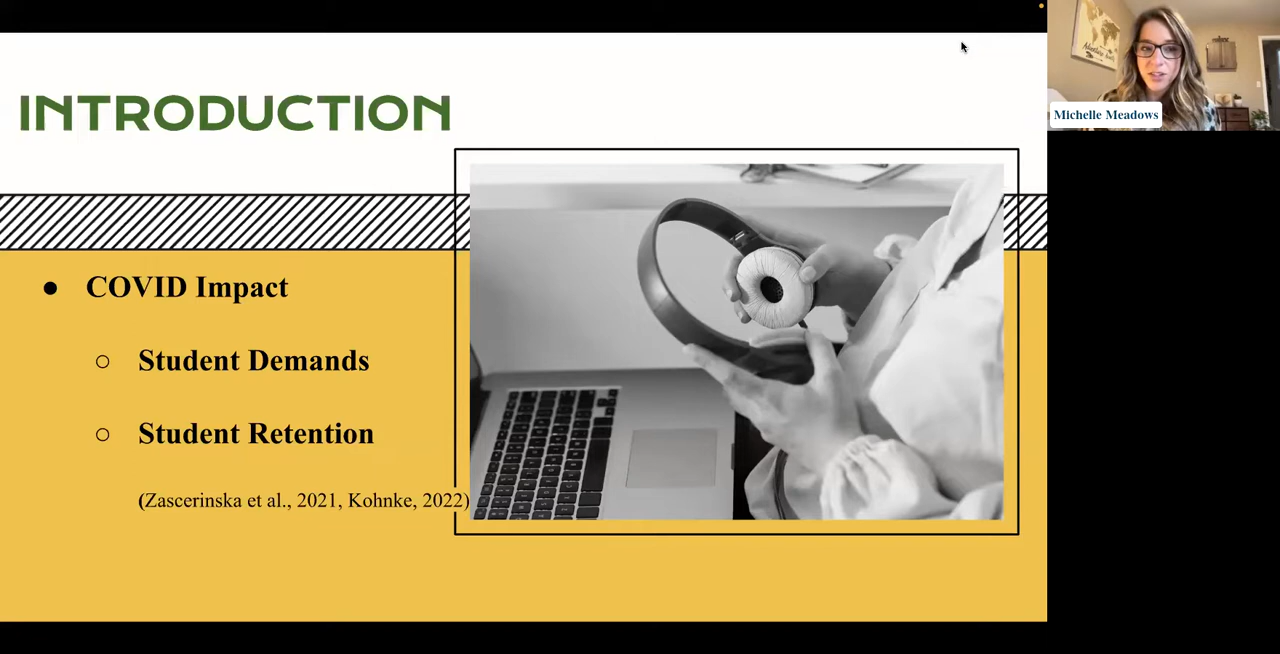 INTRODUCTION
Michelle Meadows
● COVID Impact
○ Student Demands
○ Student Retention
(Zascerinska et al., 2021, Kohnke, 2022)